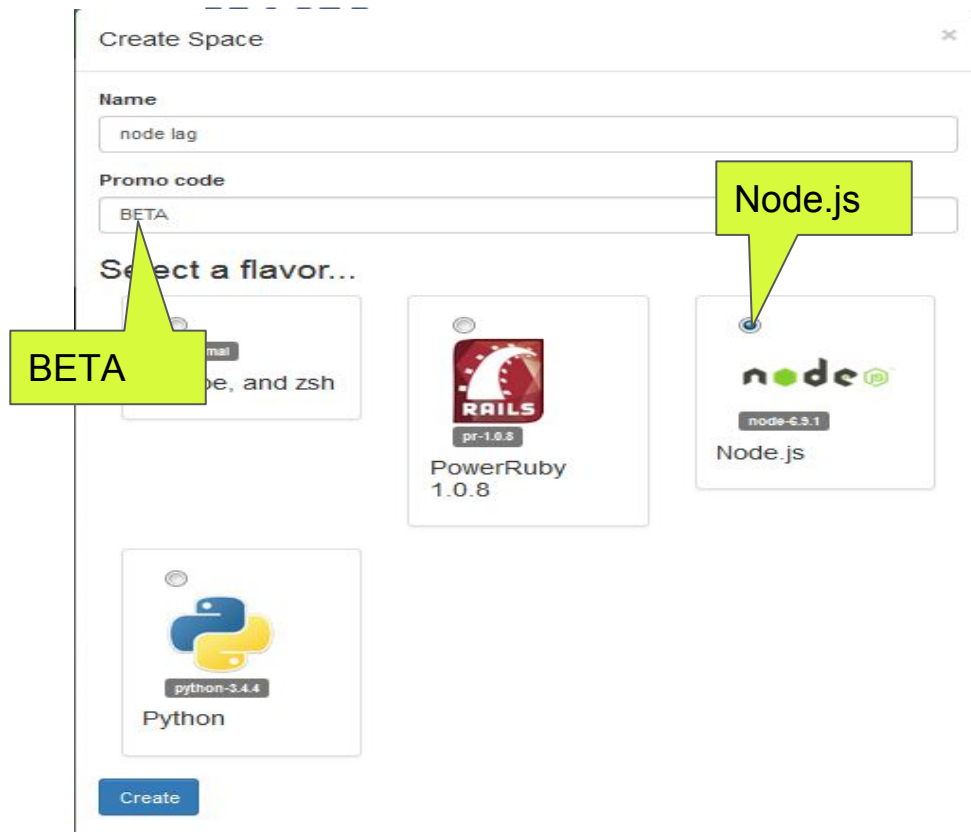 Create Space
×
Name
node lag
Promo code
BETA
Node.js
Select a flavor...
BETA
and zsh
RAILS
pr-1.0.8
PowerRuby
1.0.8
node js
node-6.9.1
Node.js
python-3.4.4
Python
Create